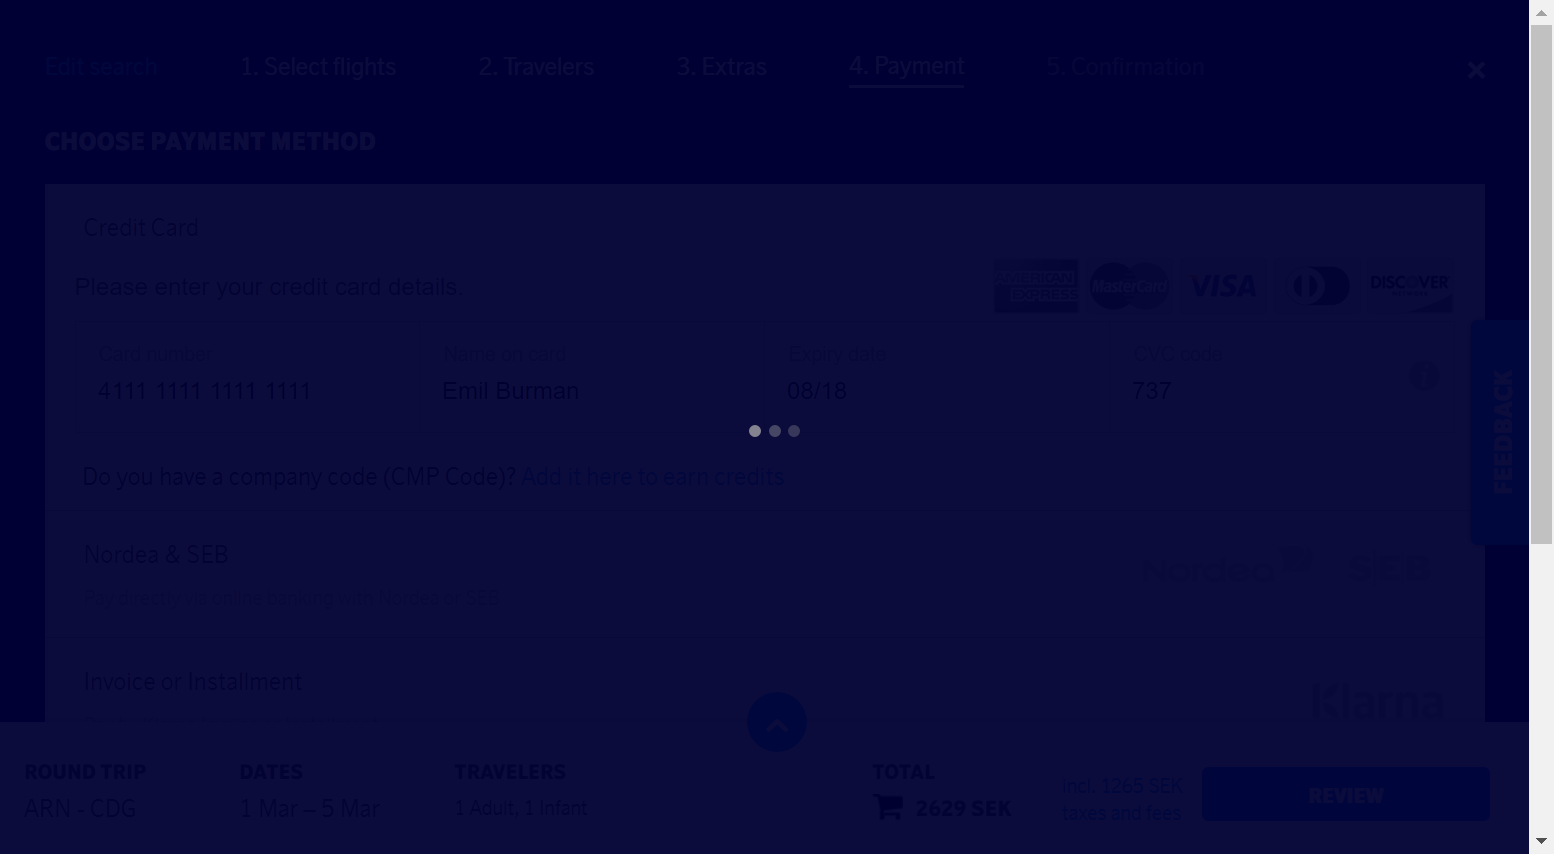 Edit search
1. Select flights
2. Travelers
3. Extras
4. Payment
5. Confirmation
CHOOSE PAYMENT METHOD
Credit Card
Please enter your credit card details.
AMERICAN EXPRESS
MasterCard
VISA
DISCOVER
Card number
Name on card
Expiry date
CVC code
4111 1111 1111 1111
Emil Burman
08/18
737
FEEDBACK
Do you have a company code (CMP Code)? Add it here to earn credits
Nordea & SEB
Nordea
SEB
Pay directly via online banking with Nordea or SEB
Invoice or Installment
Klarna
ROUND TRIP
DATES
TRAVELERS
TOTAL
ARN - CDG
1 Mar – 5 Mar
1 Adult, 1 Infant
2629 SEK
incl. 1265 SEK
taxes and fees
REVIEW